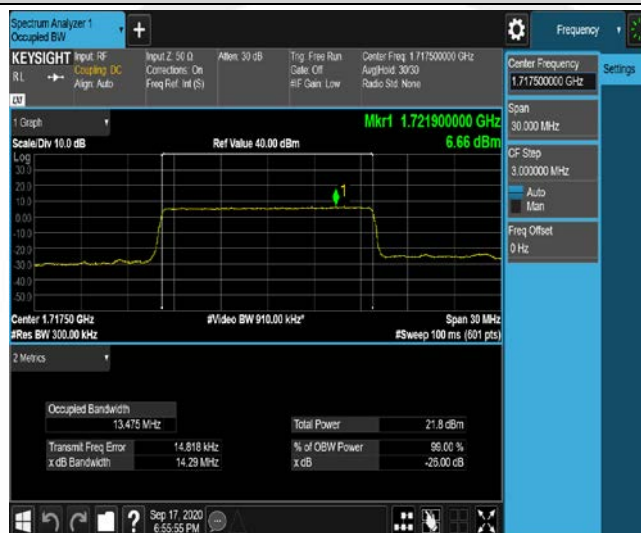 Spectrum Analyzer 1
Occupied BW
+
Frequency
KEYSIGHT
Input: RF
Input Z: 50 Ω
Atten: 30 dB
Trig: Free Run
Center Freq: 1.717500000 GHz
RL
Coupling: DC
Corrections: On
Gate: Off
Avg|Hold: 30/30
Align: Auto
Freq Ref: Int (S)
#IF Gain: Low
Radio Std: None
Center Frequency
1.717500000 GHz
Settings
Span
30.000 MHz
CF Step
3.000000 MHz
Auto
Man
Freq Offset
0 Hz
1 Graph
Mkr1 1.721900000 GHz
Scale/Div 10.0 dB
Ref Value 40.00 dBm
6.66 dBm
Log
30.0
20.0
10.0
0.00
-10.0
-20.0
-30.0
-40.0
-50.0
1
Center 1.71750 GHz
#Video BW 910.00 kHz*
Span 30 MHz
#Res BW 300.00 kHz
#Sweep 100 ms (601 pts)
2 Metrics
Occupied Bandwidth
13.475 MHz
Total Power
21.8 dBm
Transmit Freq Error
14.818 kHz
% of OBW Power
99.00 %
x dB Bandwidth
14.29 MHz
x dB
-26.00 dB
?
Sep 17, 2020
6:55:55 PM